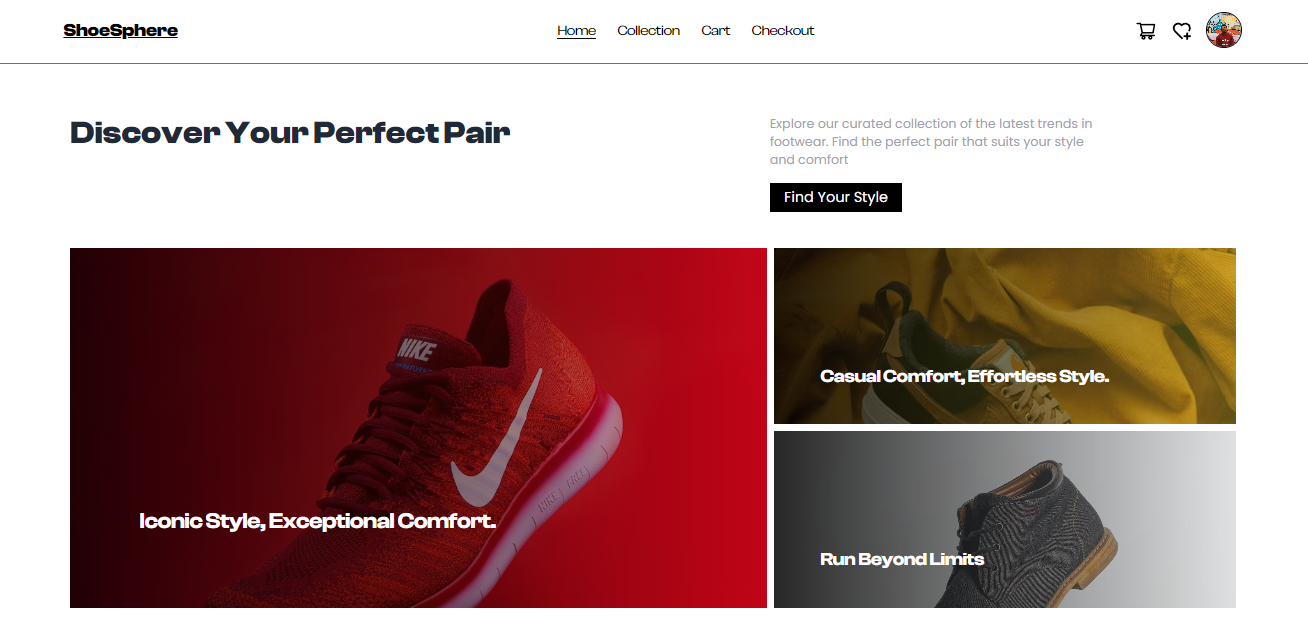 ShoeSphere
Home Collection Cart Checkout
Discover Your Perfect Pair
Explore our curated collection of the latest trends in
footwear. Find the perfect pair that suits your style
and comfort
Find Your Style
NIKE
NIKE FREE
Iconic Style, Exceptional Comfort.
Casual Comfort, Effortless Style.
Run Beyond Limits